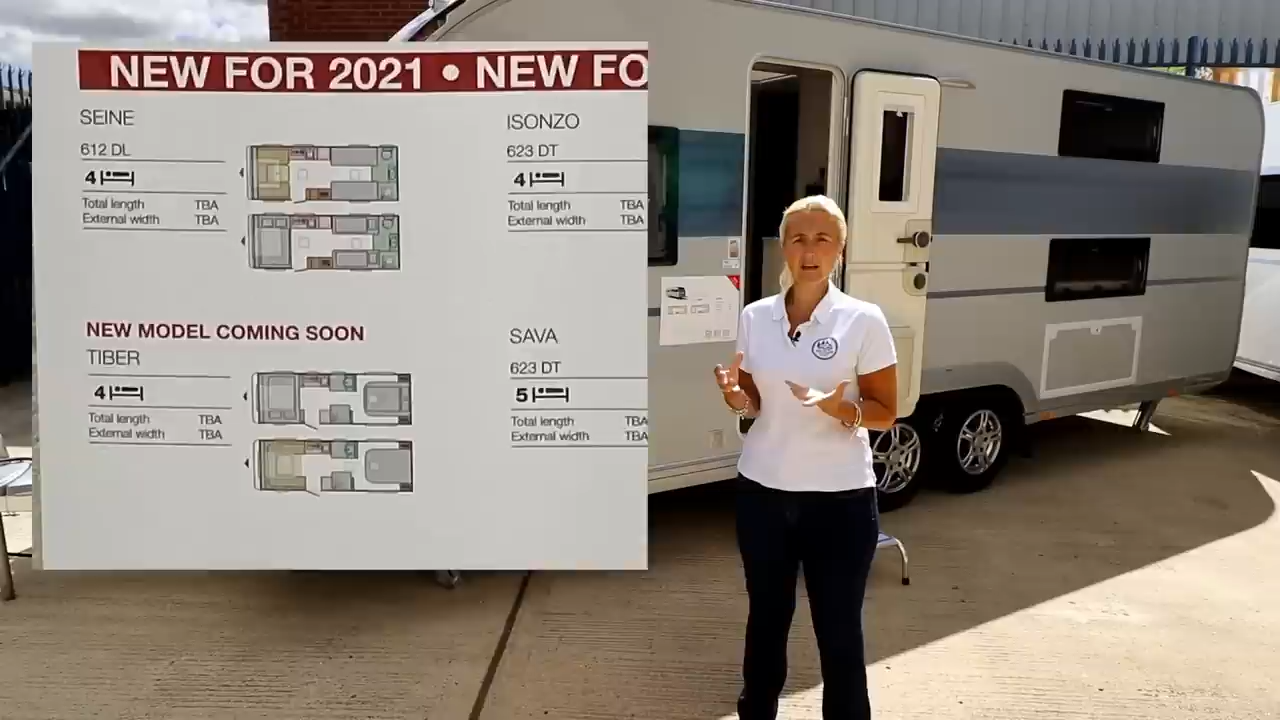 NEW FOR 2021 • NEW FO
SEINE
612 DL
4
Total length TBA
External width TBA
ISONZO
623 DT
4
Total length TBA
External width TBA
NEW MODEL COMING SOON
TIBER
4
Total length TBA
External width TBA
SAVA
623 DT
5
Total length TBA
External width TBA